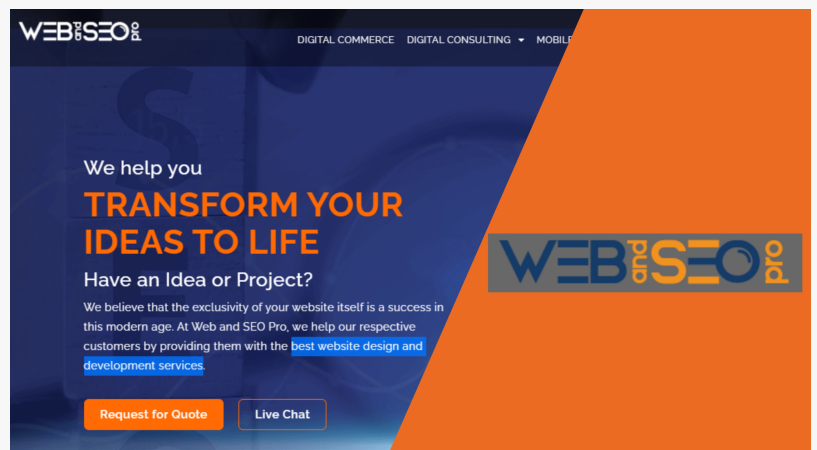 WEB and SEO pro
DIGITAL COMMERCE DIGITAL CONSULTING MOBILE
We help you
TRANSFORM YOUR
IDEAS TO LIFE
Have an Idea or Project?
We believe that the exclusivity of your website itself is a success in
this modern age. At Web and SEO Pro, we help our respective
customers by providing them with the best website design and
development services.
Request for Quote Live Chat
WEB and SEO pro